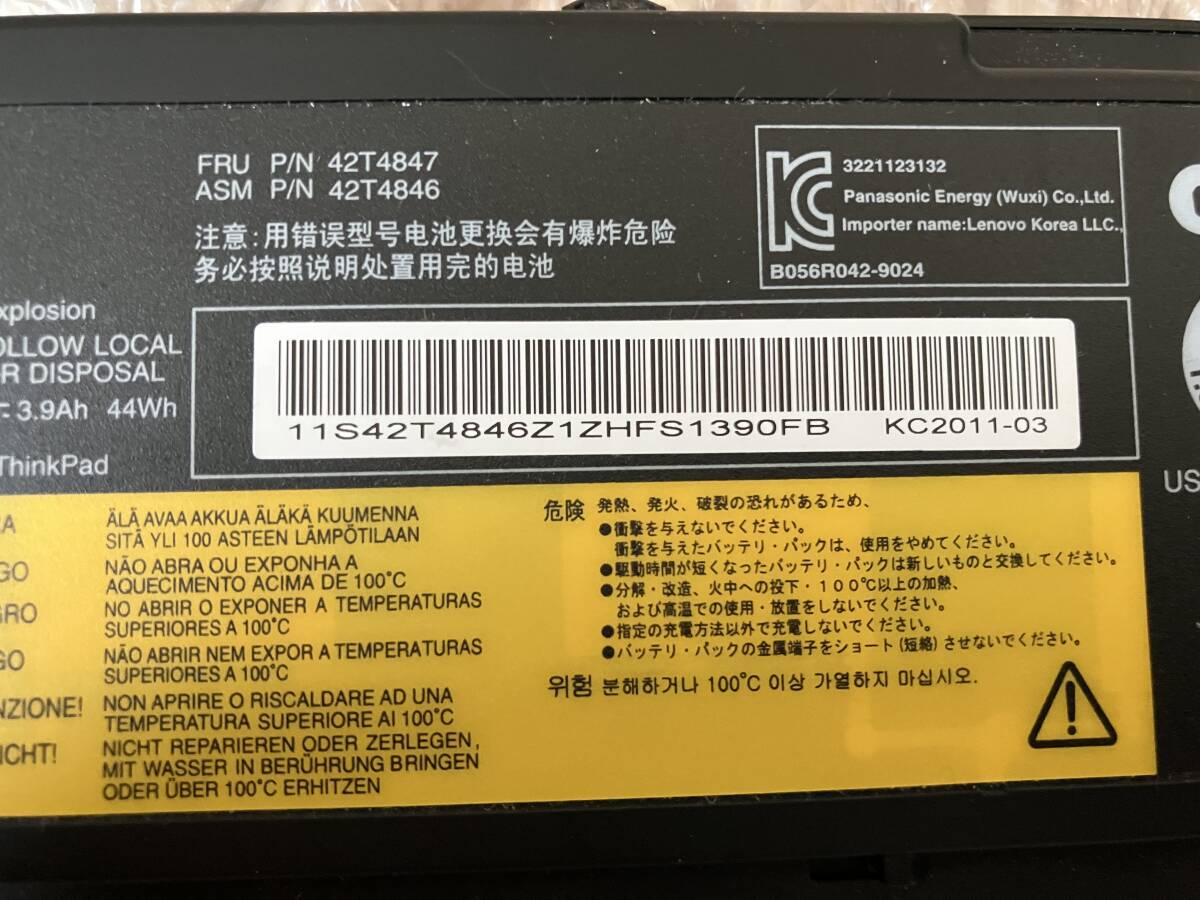 FRU P/N 42T4847
ASM P/N 42T4846
注意:用错误型号电池更换会有爆炸危险
务必按照说明处置用完的电池
3221123132
Panasonic Energy (Wuxi) Co.,Ltd.
Importer name:Lenovo Korea LLC.,
B056R042-9024
xplosion
OLLOW LOCAL
R DISPOSAL
3.9Ah 44Wh
ThinkPad
11S42T4846Z1ZHFS1390FB KC2011-03
US
RA
ÄLÄ AVAA AKKUA ÄLÄKÄ KUUMENNA
SITÄ YLI 100 ASTEEN LÄMPÖTILAAN
GO
NÃO ABRA OU EXPONHA A
AQUECIMENTO ACIMA DE 100°C
GRO
NO ABRIR O EXPONER A TEMPERATURAS
SUPERIORES A 100°C
GO
NÃO ABRIR NEM EXPOR A TEMPERATURAS
SUPERIORES A 100°C
NZIONE!
NON APRIRE O RISCALDARE AD UNA
TEMPERATURA SUPERIORE AI 100°C
ICHT!
NICHT REPARIEREN ODER ZERLEGEN,
MIT WASSER IN BERÜHRUNG BRINGEN
ODER ÜBER 100°C ERHITZEN
危険 発熱、発火、破裂の恐れがあるため、
●衝撃を与えないでください。
衝撃を与えたバッテリ・パックは、使用をやめてください。
●駆動時間が短くなったバッテリ・パックは新しいものと交換してください。
●分解・改造、火中への投下・100℃以上の加熱、
および高温での使用・放置をしないでください。
●指定の充電方法以外で充電しないでください。
●バッテリ・パックの金属端子をショート(短絡)させないでください。
위험 분해하거나 100°C 이상 가열하지 마십시오.